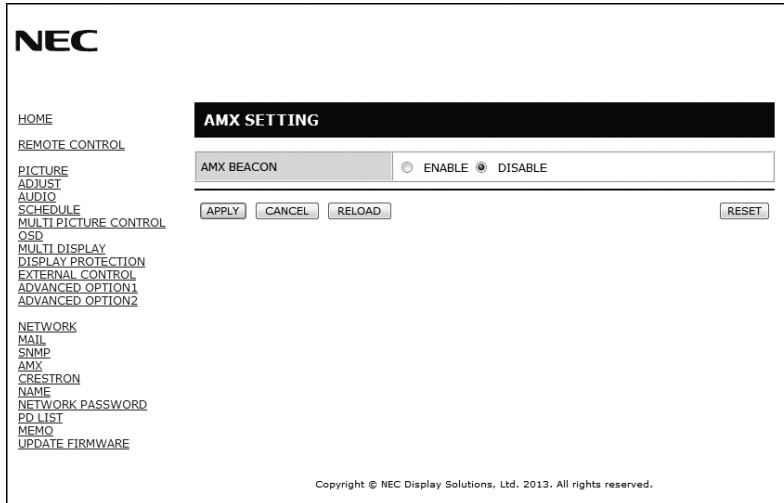 NEC
HOME
REMOTE CONTROL
PICTURE
ADJUST
AUDIO
SCHEDULE
MULTI PICTURE CONTROL
OSD
MULTI DISPLAY
DISPLAY PROTECTION
EXTERNAL CONTROL
ADVANCED OPTION1
ADVANCED OPTION2
NETWORK
MAIL
SNMP
AMX
CRESTRON
NAME
NETWORK PASSWORD
PD LIST
MEMO
UPDATE FIRMWARE
AMX SETTING
AMX BEACON ENABLE DISABLE
APPLY CANCEL RELOAD RESET
Copyright © NEC Display Solutions, Ltd. 2013. All rights reserved.